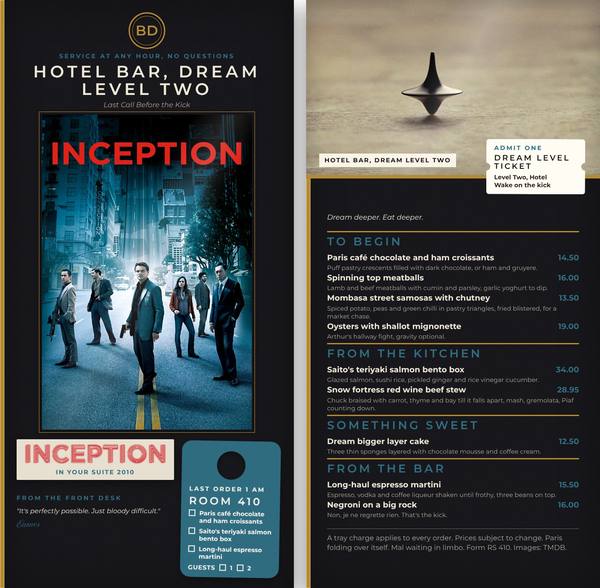 BD
SERVICE AT ANY HOUR, NO QUESTIONS
HOTEL BAR, DREAM
LEVEL TWO
Last Call Before the Kick
INCEPTION
INCEPTION
IN YOUR SUITE 2010
FROM THE FRONT DESK
"It's perfectly possible. Just bloody difficult."
Eames
LAST ORDER 1 AM
ROOM 410
Paris café chocolate
and ham croissants
Saito's teriyaki salmon
bento box
Long-haul espresso
martini
GUESTS 1 2
HOTEL BAR, DREAM LEVEL TWO
ADMIT ONE
DREAM LEVEL
TICKET
Level Two, Hotel
Wake on the kick
Dream deeper. Eat deeper.
TO BEGIN
Paris café chocolate and ham croissants 14.50
Puff pastry crescents filled with dark chocolate, or ham and gruyere.
Spinning top meatballs 16.00
Lamb and beef meatballs with cumin and parsley, garlic yoghurt to dip.
Mombasa street samosas with chutney 13.50
Spiced potato, peas and green chilli in pastry triangles, fried blistered, for a
market chase.
Oysters with shallot mignonette 19.00
Arthur's hallway fight, gravity optional.
FROM THE KITCHEN
Saito's teriyaki salmon bento box 34.00
Glazed salmon, sushi rice, pickled ginger and rice vinegar cucumber.
Snow fortress red wine beef stew 28.95
Chuck braised with carrot, thyme and bay till it falls apart, mash, gremolata, Piaf
counting down.
SOMETHING SWEET
Dream bigger layer cake 12.50
Three thin sponges layered with chocolate mousse and coffee cream.
FROM THE BAR
Long-haul espresso martini 15.50
Espresso, vodka and coffee liqueur shaken until frothy, three beans on top.
Negroni on a big rock 16.00
Non, je ne regrette rien. That's the kick.
A tray charge applies to every order. Prices subject to change. Paris
folding over itself. Mal waiting in limbo. Form RS 410. Images: TMDB.